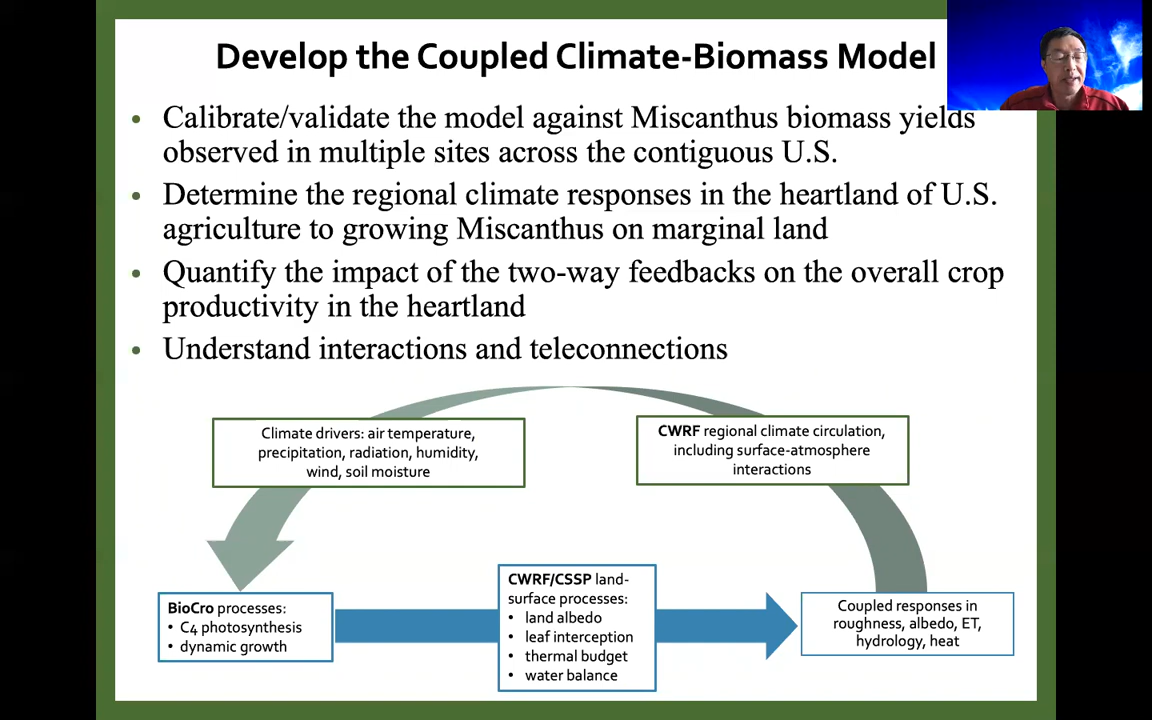 Develop the Coupled Climate-Biomass Model
• Calibrate/validate the model against Miscanthus biomass yields
observed in multiple sites across the contiguous U.S.
• Determine the regional climate responses in the heartland of U.S.
agriculture to growing Miscanthus on marginal land
• Quantify the impact of the two-way feedbacks on the overall crop
productivity in the heartland
• Understand interactions and teleconnections
Climate drivers: air temperature,
precipitation, radiation, humidity,
wind, soil moisture
CWRF regional climate circulation,
including surface-atmosphere
interactions
BioCro processes:
• C4 photosynthesis
• dynamic growth
CWRF/CSSP land-
surface processes:
• land albedo
• leaf interception
• thermal budget
• water balance
Coupled responses in
roughness, albedo, ET,
hydrology, heat